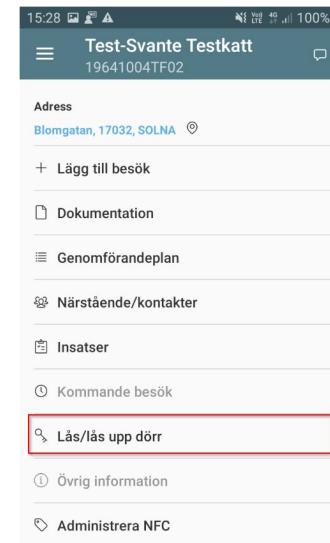 15:28 100%
Test-Svante Testkatt
19641004TF02
Adress
Blomgatan, 17032, SOLNA
Lägg till besök
Dokumentation
Genomförandeplan
Närstående/kontakter
Insatser
Kommande besök
Lås/lås upp dörr
Övrig information
Administrera NFC